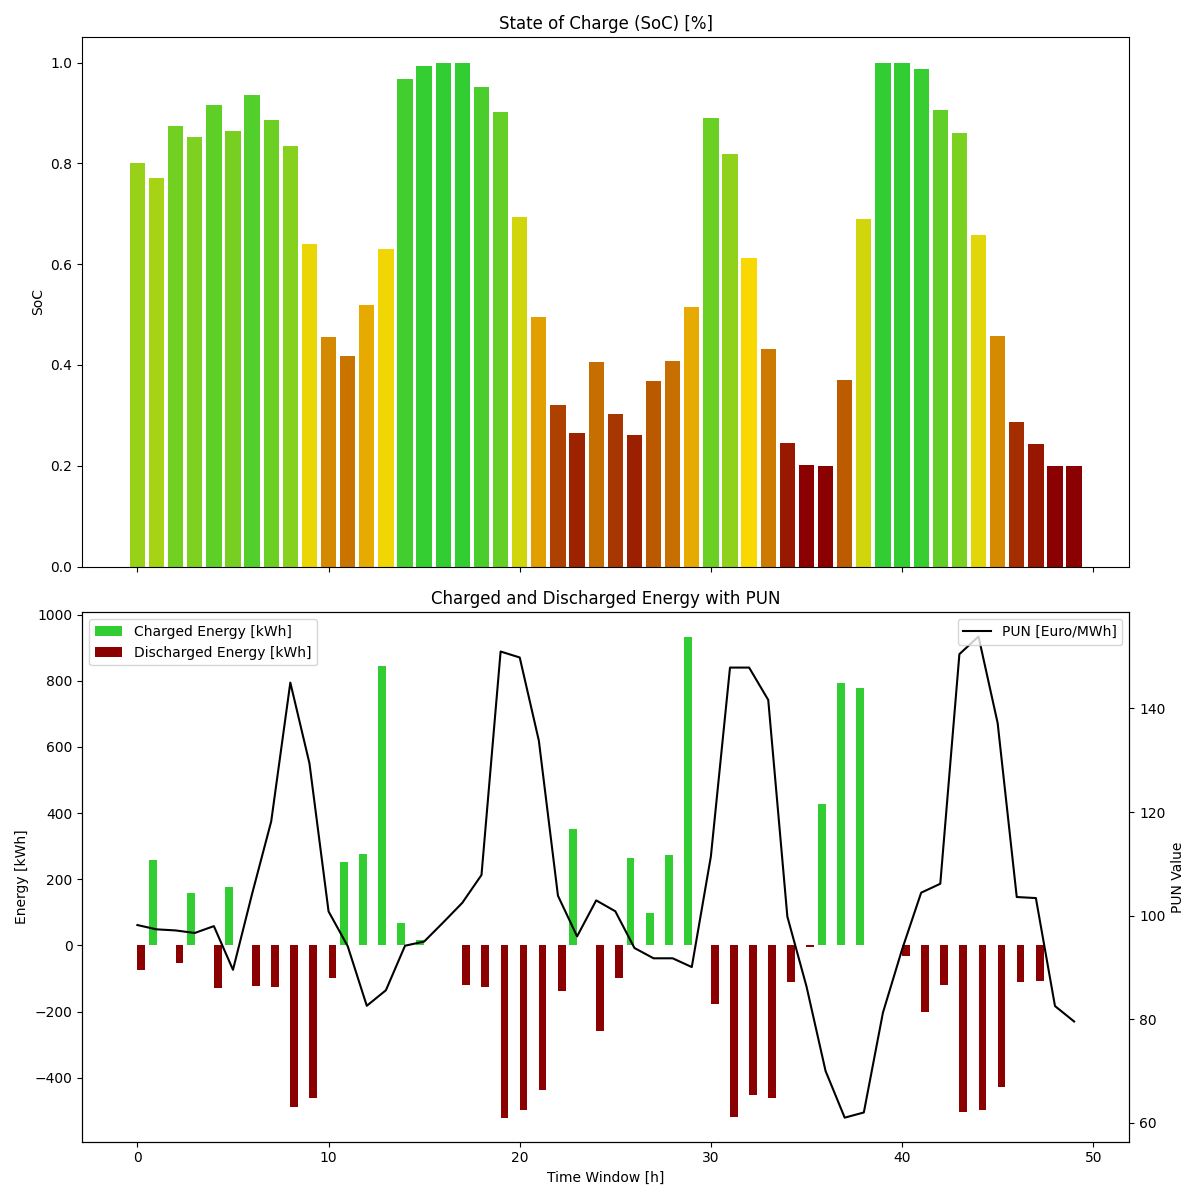 State of Charge (SoC) [%]
1.0
0.8
0.6
0.4
0.2
0.0
SoC
Charged and Discharged Energy with PUN
1000
800
600
400
200
0
−200
−400
Energy [kWh]
Charged Energy [kWh]
Discharged Energy [kWh]
PUN [Euro/MWh]
140
120
100
80
60
PUN Value
0 10 20 30 40 50
Time Window [h]